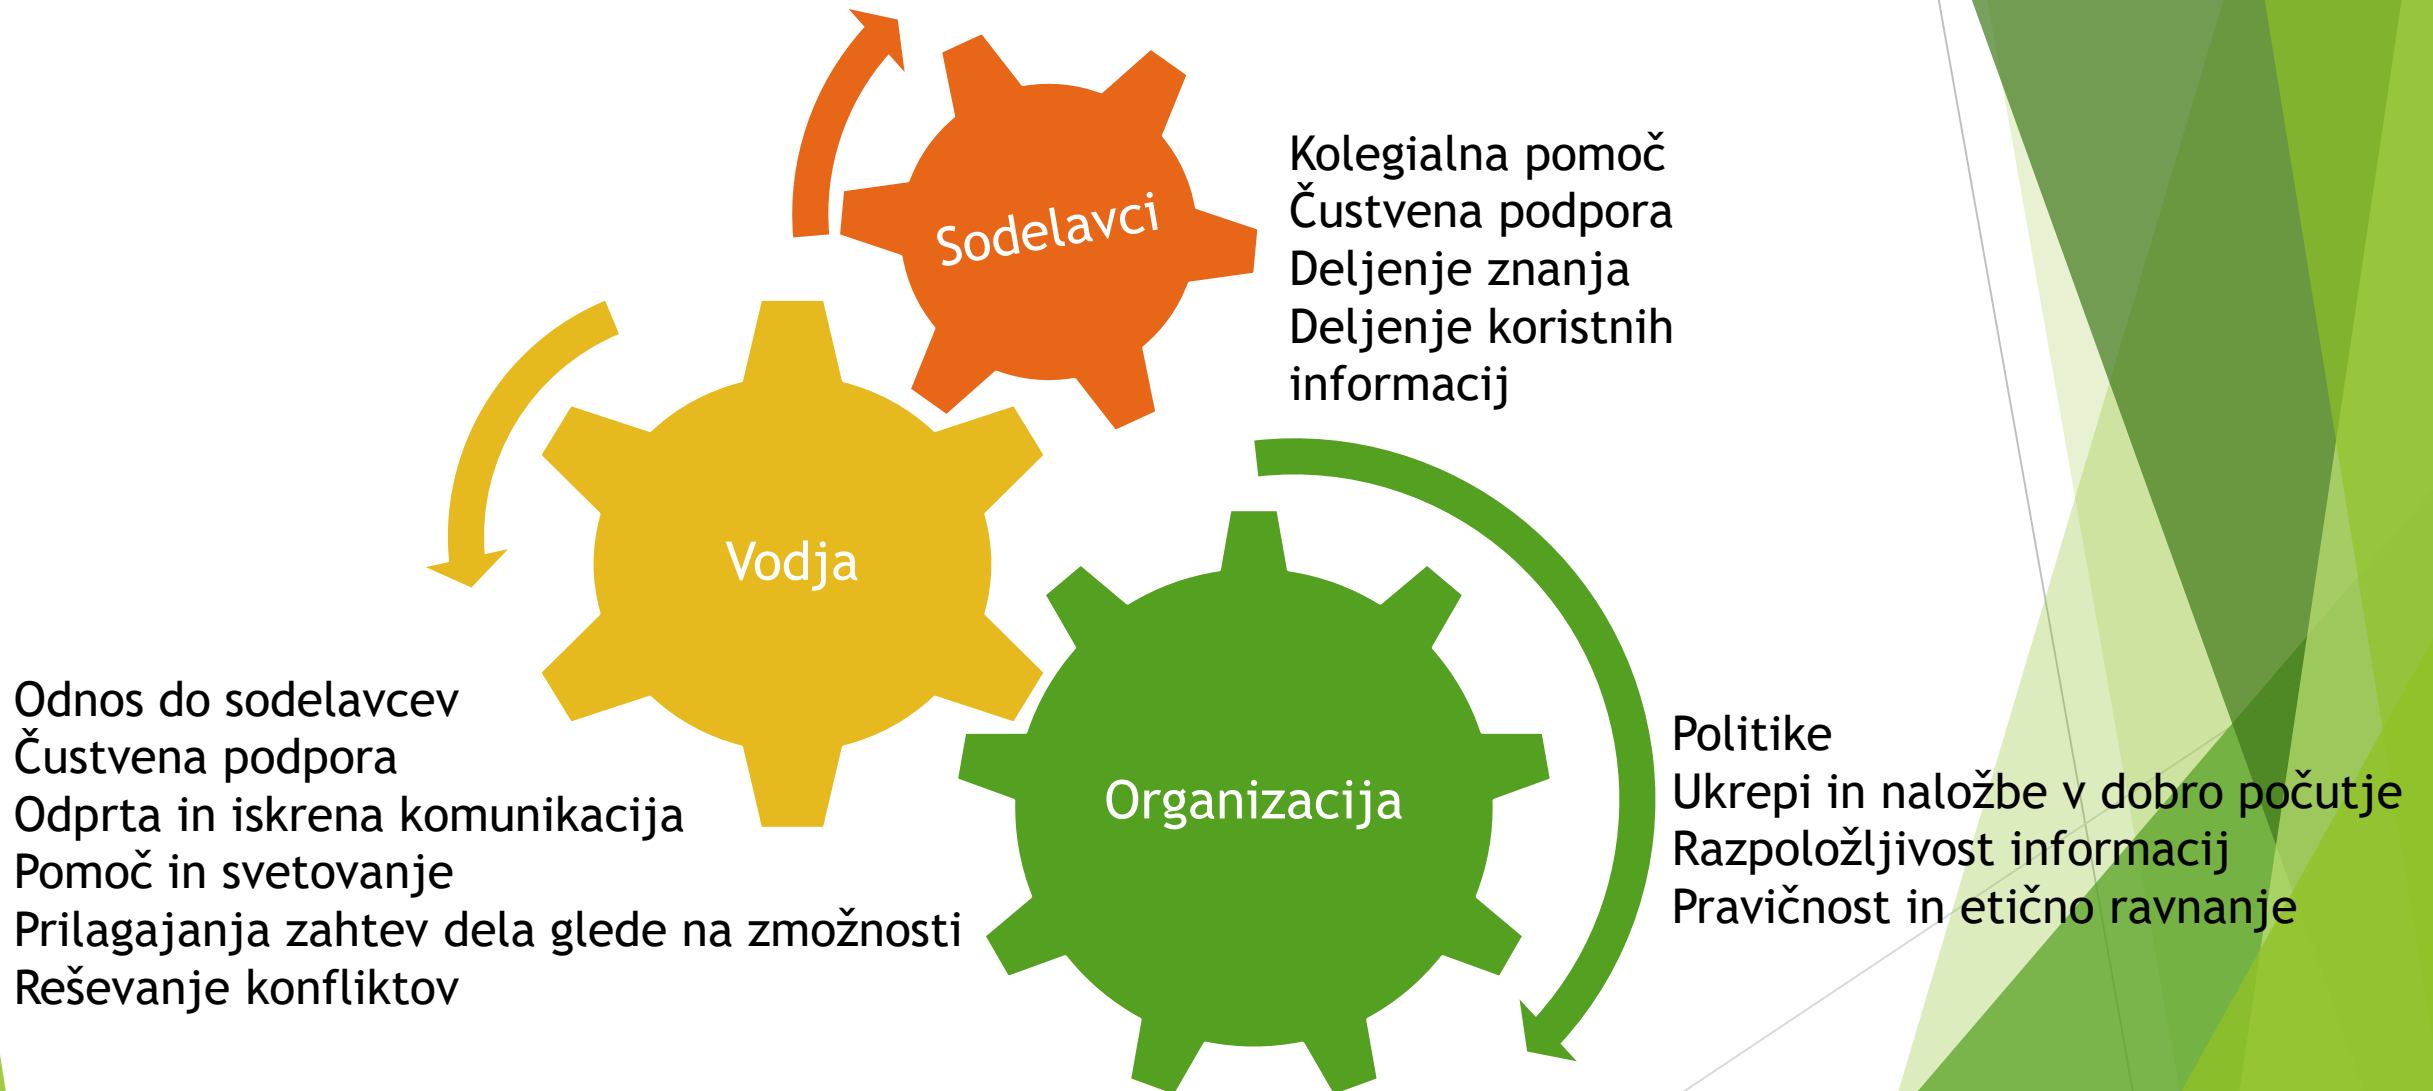 Sodelavci
Kolegialna pomoč
Čustvena podpora
Deljenje znanja
Deljenje koristnih
informacij
Vodja
Odnos do sodelavcev
Čustvena podpora
Odprta in iskrena komunikacija
Pomoč in svetovanje
Prilagajanja zahtev dela glede na zmožnosti
Reševanje konfliktov
Organizacija
Politike
Ukrepi in naložbe v dobro počutje
Razpoložljivost informacij
Pravičnost in etično ravnanje